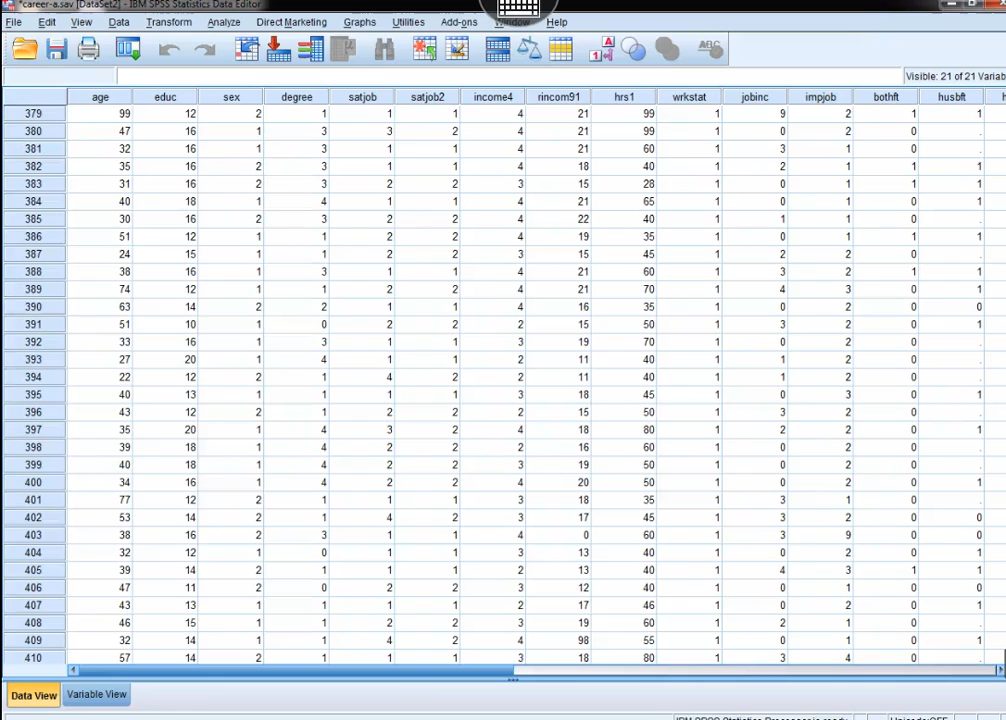 *career-a.sav [DataSet2] - IBM SPSS Statistics Data Editor
File Edit View Data Transform Analyze Direct Marketing Graphs Utilities Add-ons Window Help
Visible: 21 of 21 Variab
age educ sex degree satjob satjob2 income4 rincom91 hrs1 wrkstat jobinc impjob bothft husbft
379 99 12 2 1 1 1 4 21 99 1 9 2 1 1
380 47 16 1 3 3 2 4 21 99 1 0 2 0 .
381 32 16 1 3 1 1 4 21 60 1 3 1 0 .
382 35 16 2 3 1 1 4 18 40 1 2 1 1 1
383 31 16 2 3 2 2 3 15 28 1 0 1 1 1
384 40 18 1 4 1 1 4 21 65 1 0 1 0 .
385 30 16 2 3 2 2 4 22 40 1 1 1 0 .
386 51 12 1 1 2 2 4 19 35 1 0 1 1 1
387 24 15 1 1 2 2 3 15 45 1 2 2 0 .
388 38 16 1 3 1 1 4 21 60 1 3 2 1 1
389 74 12 1 1 2 2 4 21 70 1 4 3 0 1
390 63 14 2 2 1 1 4 16 35 1 0 2 0 0
391 51 10 1 0 2 2 2 15 50 1 3 2 0 1
392 33 16 1 3 1 1 3 19 70 1 0 2 0 .
393 27 20 1 4 1 1 2 11 40 1 1 2 0 .
394 22 12 2 1 4 2 2 11 40 1 1 2 0 .
395 40 13 1 1 1 1 3 18 45 1 0 3 0 1
396 43 12 2 1 2 2 2 15 50 1 3 2 0 .
397 35 20 1 4 3 2 4 18 80 1 2 2 0 1
398 39 18 1 4 2 2 2 16 60 1 0 2 0 .
399 40 18 1 4 2 2 3 19 50 1 0 2 0 .
400 34 16 1 4 2 2 4 20 50 1 0 2 0 1
401 77 12 2 1 1 1 3 18 35 1 3 1 0 .
402 53 14 2 1 4 2 3 17 45 1 3 2 0 0
403 38 16 2 3 1 1 4 0 60 1 3 9 0 0
404 32 12 1 0 1 1 3 13 40 1 0 2 0 1
405 39 14 2 1 1 1 2 13 40 1 4 3 1 1
406 47 11 2 0 2 2 3 12 40 1 0 1 0 0
407 43 13 1 1 1 1 2 17 46 1 0 2 0 1
408 46 15 1 1 2 2 3 19 60 1 2 1 0 .
409 32 14 1 1 4 2 4 98 55 1 0 1 0 1
410 57 14 2 1 1 1 3 18 80 1 3 4 0 .
Data View Variable View
IBM SPSS Statistics Processor is ready Unicode:OFF